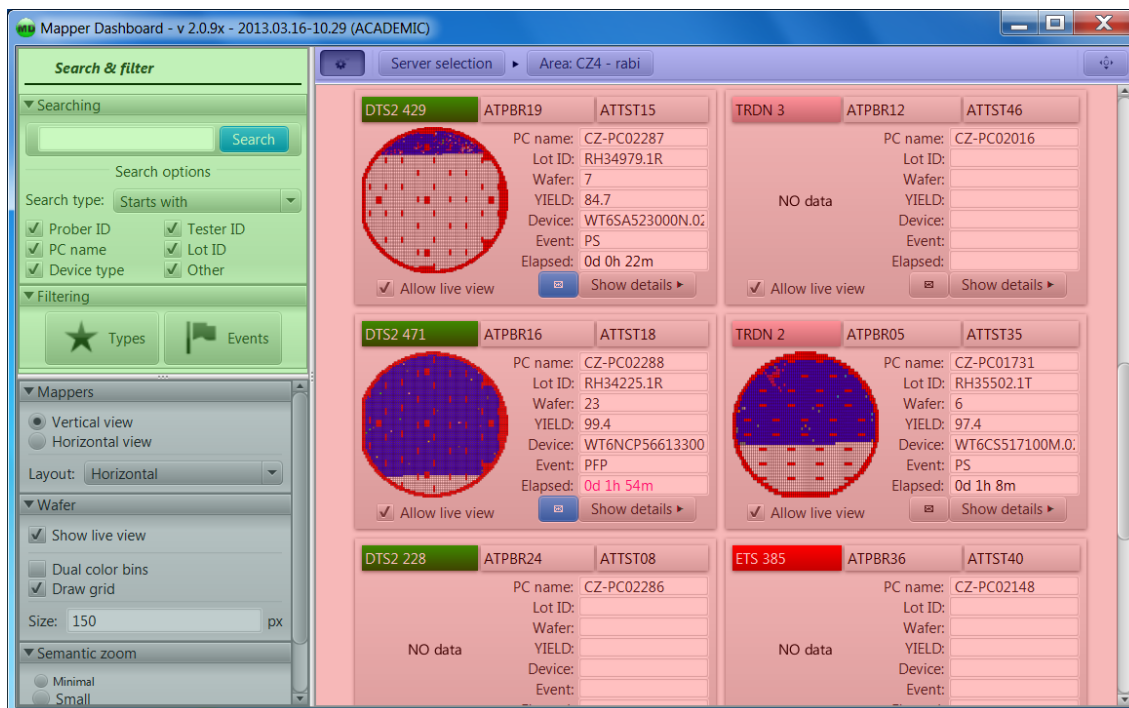 MD Mapper Dashboard - v 2.0.9x - 2013.03.16-10.29 (ACADEMIC)
Search & filter
Searching
Search
Search options
Search type: Starts with
Prober ID Tester ID
PC name Lot ID
Device type Other
Filtering
Types Events
Mappers
Vertical view
Horizontal view
Layout: Horizontal
Wafer
Show live view
Dual color bins
Draw grid
Size: 150 px
Semantic zoom
Minimal
Small
Server selection Area: CZ4 - rabi
DTS2 429 ATPBR19 ATTST15
PC name: CZ-PC02287
Lot ID: RH34979.1R
Wafer: 7
YIELD: 84.7
Device: WT6SA523000N.02
Event: PS
Elapsed: 0d 0h 22m
Allow live view Show details
TRDN 3 ATPBR12 ATTST46
PC name: CZ-PC02016
Lot ID:
Wafer:
NO data YIELD:
Device:
Event:
Elapsed:
Allow live view Show details
DTS2 471 ATPBR16 ATTST18
PC name: CZ-PC02288
Lot ID: RH34225.1R
Wafer: 23
YIELD: 99.4
Device: WT6NCP56613300
Event: PFP
Elapsed: 0d 1h 54m
Allow live view Show details
TRDN 2 ATPBR05 ATTST35
PC name: CZ-PC01731
Lot ID: RH35502.1T
Wafer: 6
YIELD: 97.4
Device: WT6CS517100M.0
Event: PS
Elapsed: 0d 1h 8m
Allow live view Show details
DTS2 228 ATPBR24 ATTST08
PC name: CZ-PC02286
Lot ID:
Wafer:
NO data YIELD:
Device:
Event:
ETS 385 ATPBR36 ATTST40
PC name: CZ-PC02148
Lot ID:
Wafer:
NO data YIELD:
Device:
Event: